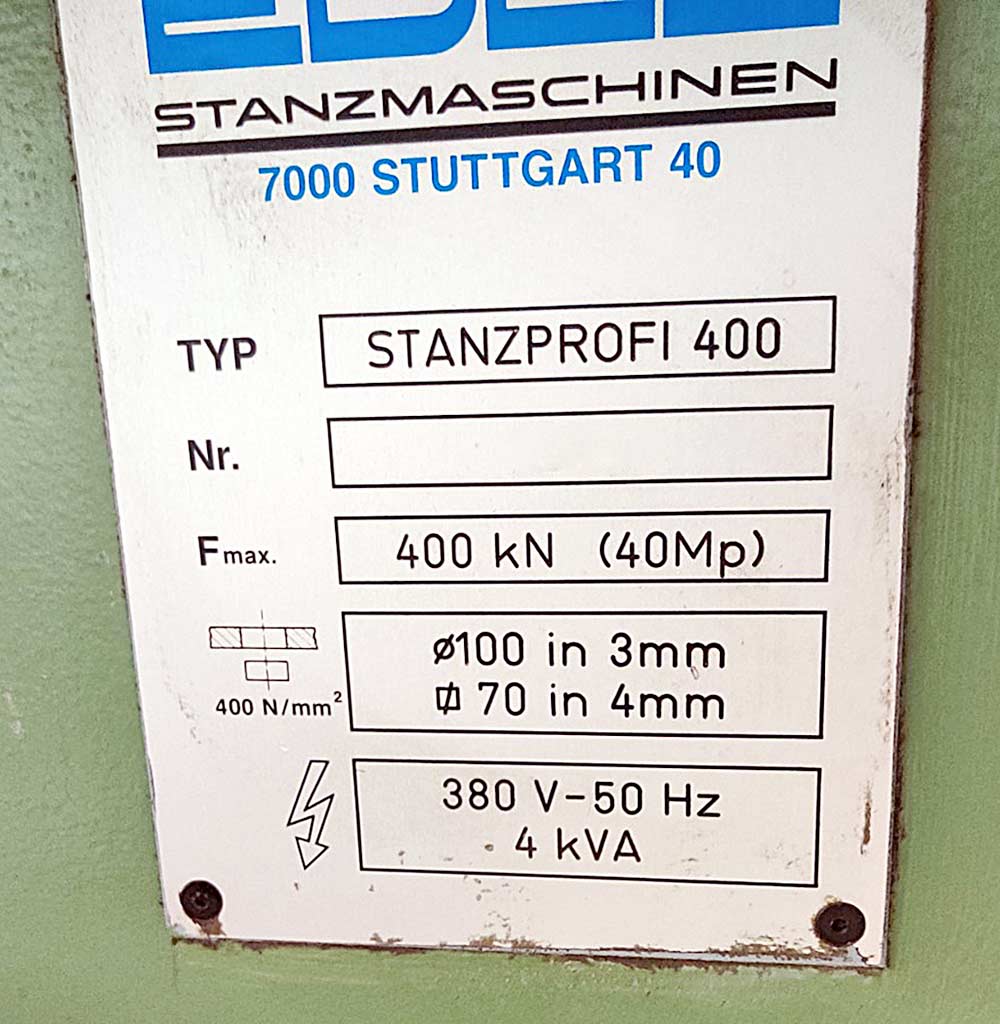 STANZMASCHINEN
7000 STUTTGART 40
TYP STANZPROFI 400
Nr.
Fmax. 400 kN (40Mp)
400 N/mm² ⌀100 in 3mm
70 in 4mm
380 V-50 Hz
4 kVA